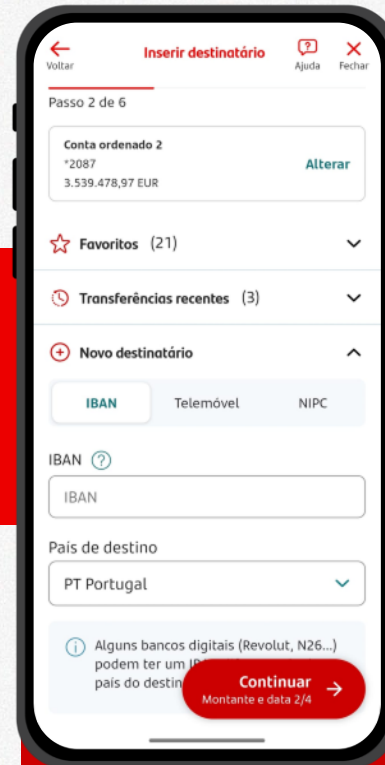 Inserir destinatário
Voltar
Ajuda
Fechar
Passo 2 de 6
Conta ordenado 2
*2087
Alterar
3.539.478,97 EUR
Favoritos (21)
Transferências recentes (3)
Novo destinatário
IBAN Telemóvel NIPC
IBAN ?
IBAN
País de destino
PT Portugal
Alguns bancos digitais (Revolut, N26...)
podem ter um
país do
Continuar
Montante e data 2/4